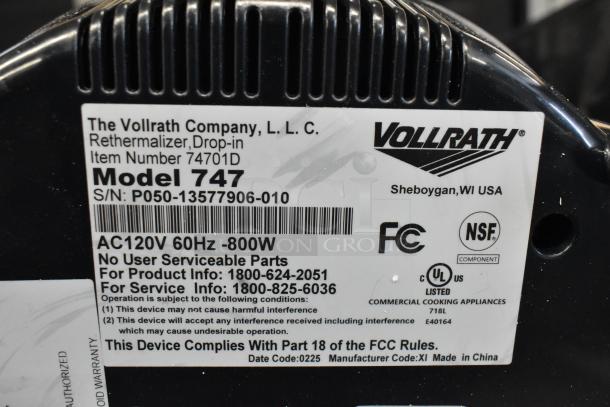 The Vollrath Company, L. L. C.
Rethermalizer,Drop-in
Item Number 74701D
Model 747
S/N: P050-13577906-010
VOLLRATH®
Sheboygan,WI USA
AC120V 60Hz -800W
No User Serviceable Parts
For Product Info: 1800-624-2051
For Service Info: 1800-825-6036
FC
NSF®
COMPONENT
C UL® US
LISTED
COMMERCIAL COOKING APPLIANCES
718L
E40164
Operation is subject to the following conditions:
(1) This device may not cause harmful interference
(2) This device will accept any interference received including interference
which may cause undesirable operation.
This Device Complies With Part 18 of the FCC Rules.
Date Code:0225 Manufacturer Code:XI Made in China
AUTHORIZED
OID WARRANTY